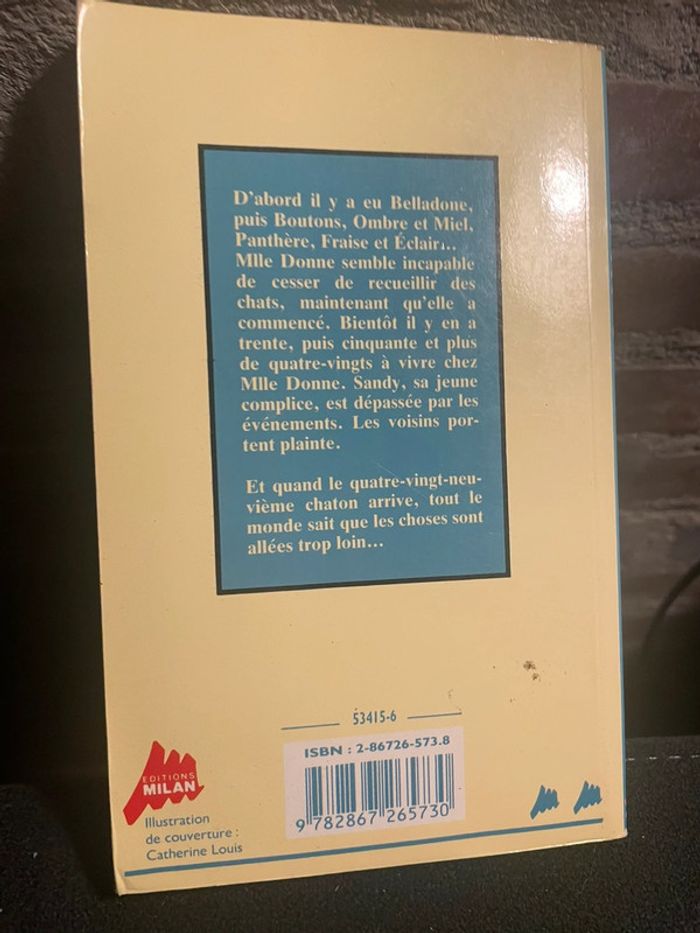 D'abord il y a eu Belladone,
puis Boutons, Ombre et Miel,
Panthère, Fraise et Éclair...
Mlle Donne semble incapable
de cesser de recueillir des
chats, maintenant qu'elle a
commencé. Bientôt il y en a
trente, puis cinquante et plus
de quatre-vingts à vivre chez
Mlle Donne. Sandy, sa jeune
complice, est dépassée par les
événements. Les voisins por-
tent plainte.
Et quand le quatre-vingt-neu-
vième chaton arrive, tout le
monde sait que les choses sont
allées trop loin...
53415-6
ISBN : 2-86726-573.8
9 782867 265730
EDITIONS
MILAN
Illustration
de couverture :
Catherine Louis